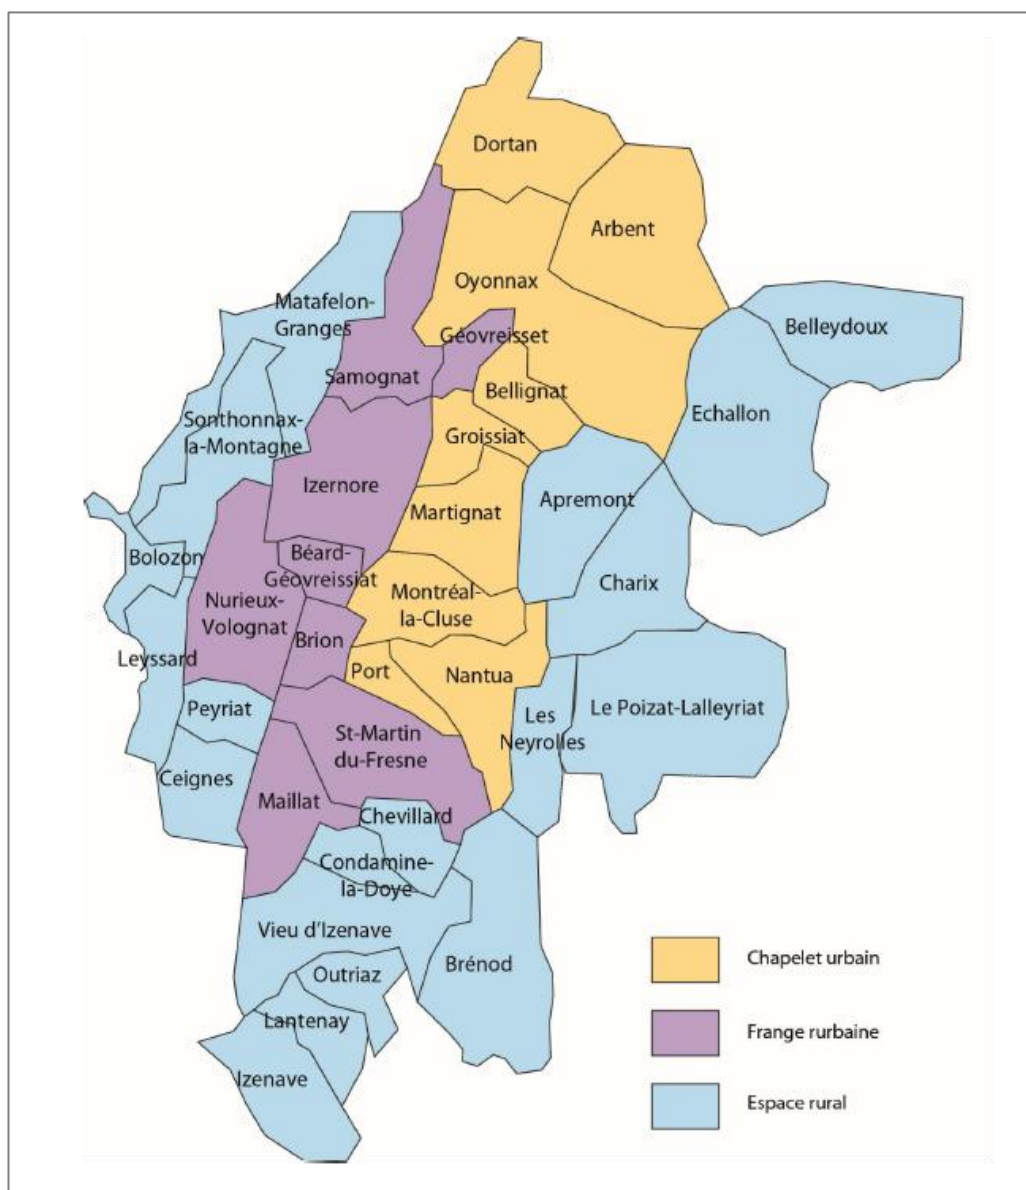 Dortan
Arbent
Oyonnax
Matafelon-
Granges
Belleydoux
Géovreisset
Samognat
Bellignat
Echallon
Sonthonnax-
la-Montagne
Groissiat
Izernore
Apremont
Martignat
Béard-
Géovreissiat
Bolozon
Charix
Montréal-
la-Cluse
Nurieux-
Volognat
Brion
Leyssard
Port
Nantua
Peyriat
Le Poizat-Lalleyriat
Les
Neyrolles
St-Martin
du-Fresne
Ceignes
Maillat
Chevillard
Condamine-
la-Doye
Vieu d'Izenave
Brénod
Outriaz
Lantenay
Izenave
Chapelet urbain
Frange rurbaine
Espace rural